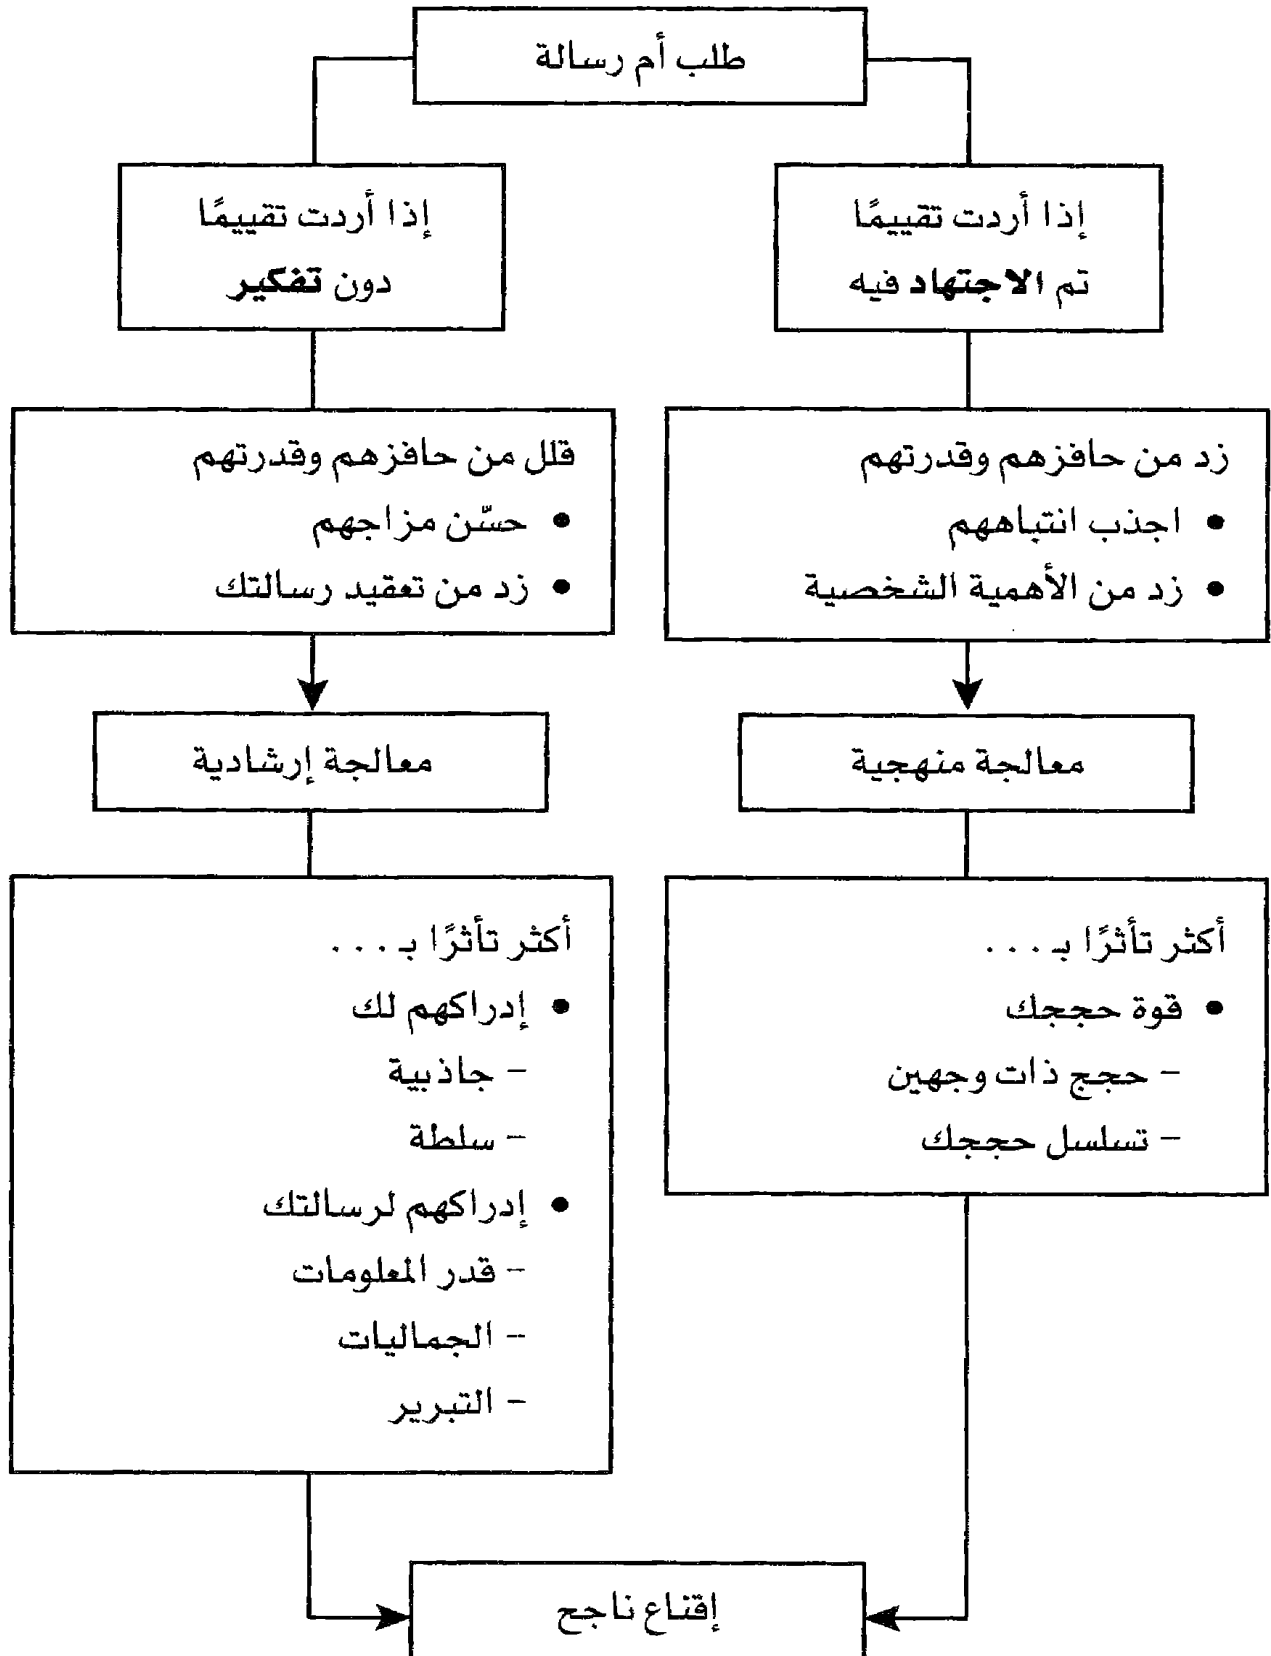 طلب أم رسالة
إذا أردت تقييمًا
تم الاجتهاد فيه
زد من حافزهم وقدرتهم
• اجذب انتباههم
• زد من الأهمية الشخصية
معالجة منهجية
أكثر تأثرًا بـ . . .
• قوة حججك
– حجج ذات وجهين
– تسلسل حججك
إذا أردت تقييمًا
دون تفكير
قلل من حافزهم وقدرتهم
• حسّن مزاجهم
• زد من تعقيد رسالتك
معالجة إرشادية
أكثر تأثرًا بـ . . .
• إدراكهم لك
– جاذبية
– سلطة
• إدراكهم لرسالتك
– قدر المعلومات
– الجماليات
– التبرير
إقناع ناجح